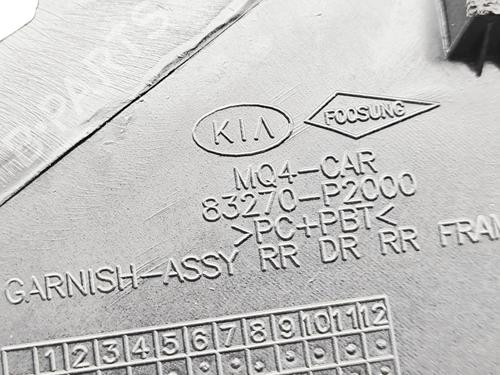 B-PARTS
KIA
FOOSUNG
MQ4-CAR
83270-P2000
>PC+PBT<
GARNISH-ASSY RR DR RR FRAM
1 2 3 4 5 6 7 8 9 10 11 12